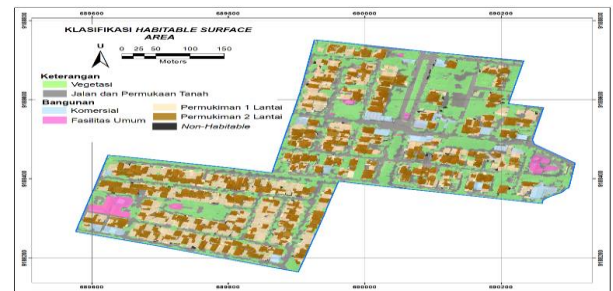 KLASIFIKASI HABITABLE SURFACE
AREA
U
0 25 50 100 150
Meters
Keterangan
Vegetasi
Jalan dan Permukaan Tanah
Bangunan
Komersial
Fasilitas Umum
Permukiman 1 Lantai
Permukiman 2 Lantai
Non-Habitable